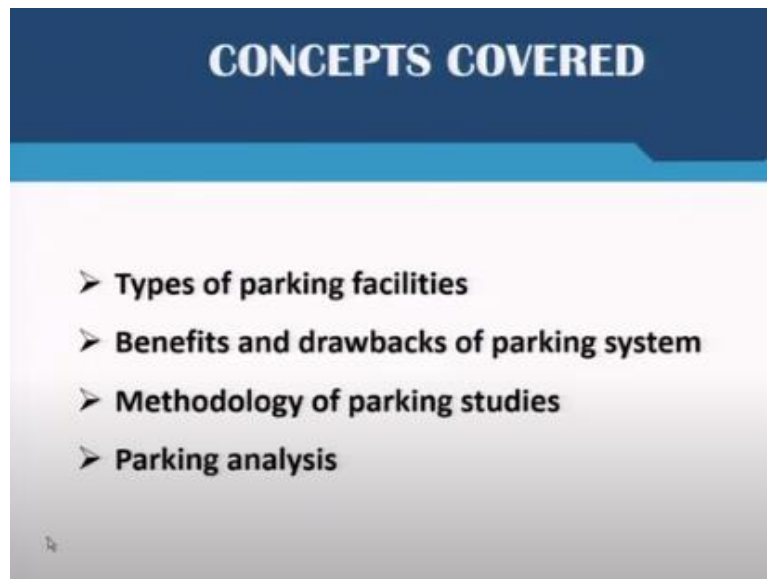 CONCEPTS COVERED
Types of parking facilities
Benefits and drawbacks of parking system
Methodology of parking studies
Parking analysis